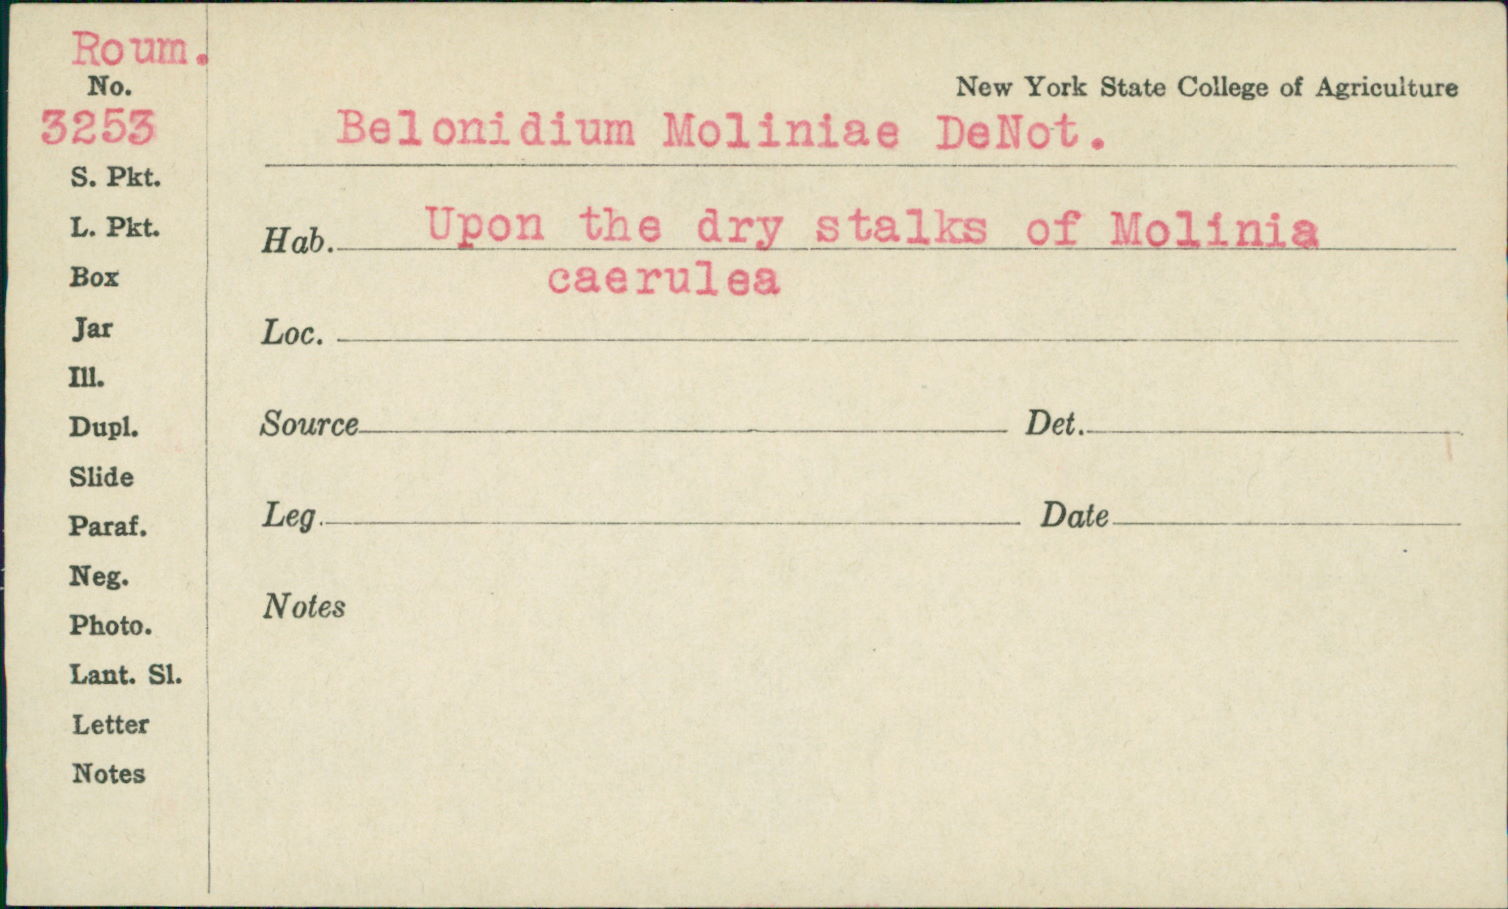 Roum.
No.
3253
S. Pkt.
L. Pkt.
Box
Jar
Ill.
Dupl.
Slide
Paraf.
Neg.
Photo.
Lant. Sl.
Letter
Notes
New York State College of Agriculture
Belonidium Moliniae DeNot.
Hab. Upon the dry stalks of Molinia
caerulea
Loc.
Source Det.
Leg. Date
Notes